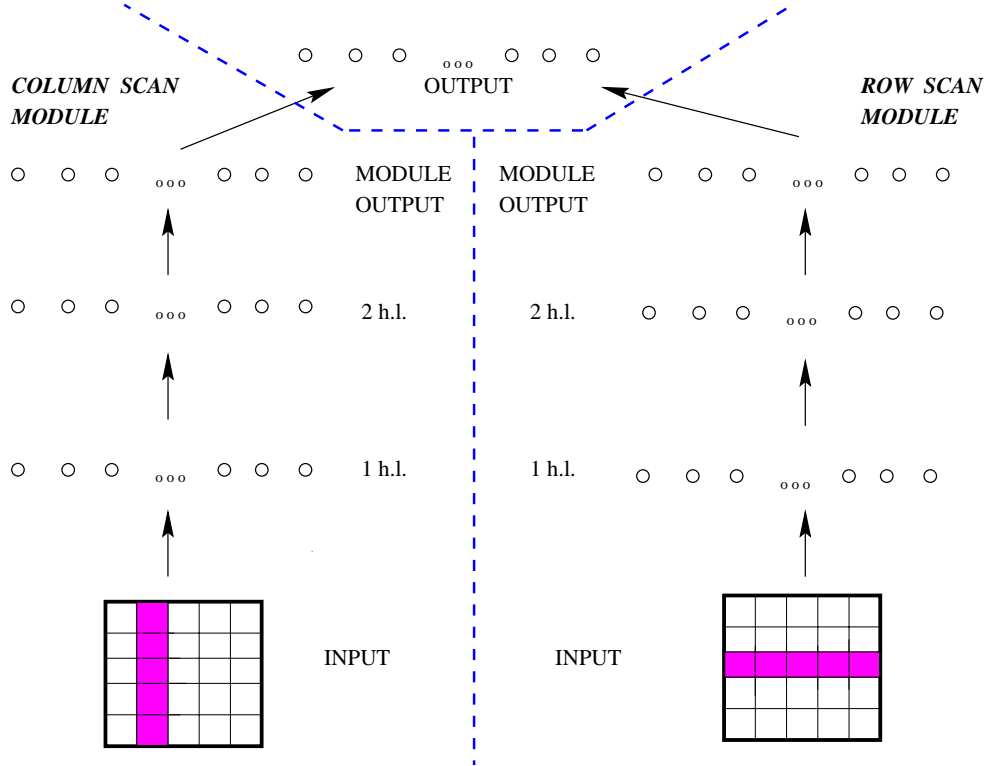 OUTPUT
COLUMN SCAN
MODULE
ROW SCAN
MODULE
MODULE
OUTPUT
MODULE
OUTPUT
2 h.l.
2 h.l.
1 h.l.
1 h.l.
INPUT
INPUT